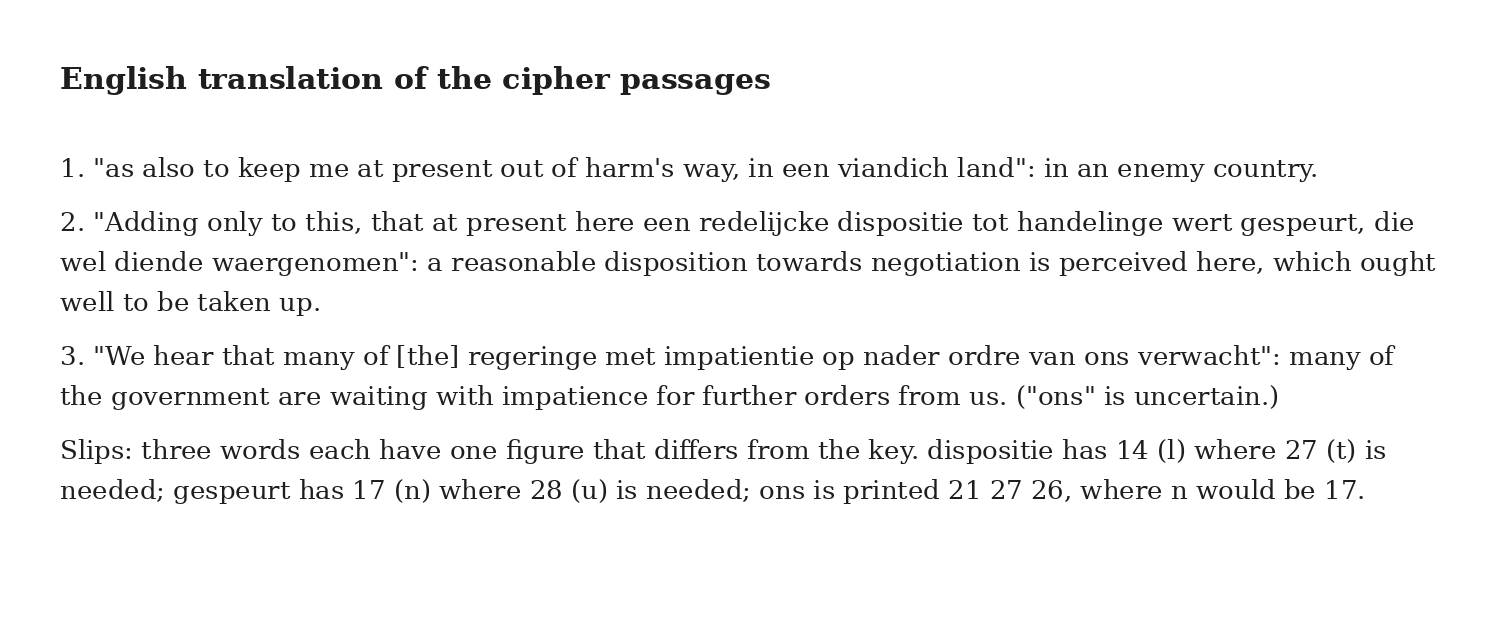 English translation of the cipher passages
1. "as also to keep me at present out of harm's way, in een viandich land": in an enemy country.
2. "Adding only to this, that at present here een redelijcke dispositie tot handelinge wert gespeurt, die
wel diende waergenomen": a reasonable disposition towards negotiation is perceived here, which ought
well to be taken up.
3. "We hear that many of [the] regeringe met impatientie op nader ordre van ons verwacht": many of
the government are waiting with impatience for further orders from us. ("ons" is uncertain.)
Slips: three words each have one figure that differs from the key. dispositie has 14 (l) where 27 (t) is
needed; gespeurt has 17 (n) where 28 (u) is needed; ons is printed 21 27 26, where n would be 17.